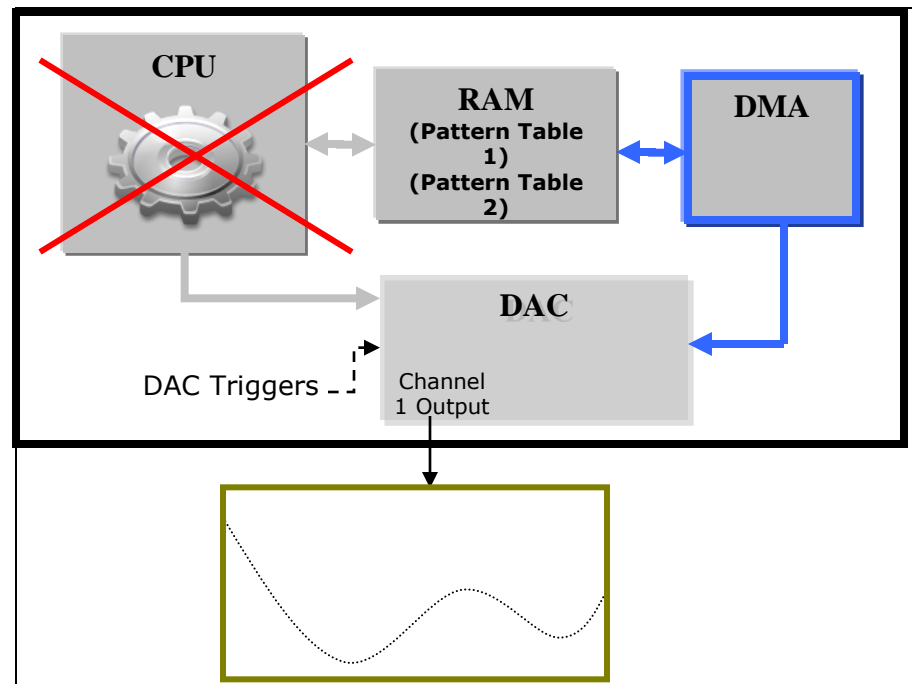 CPU
RAM
(Pattern Table
1)
(Pattern Table
2)
DMA
DAC
DAC Triggers
Channel
1 Output